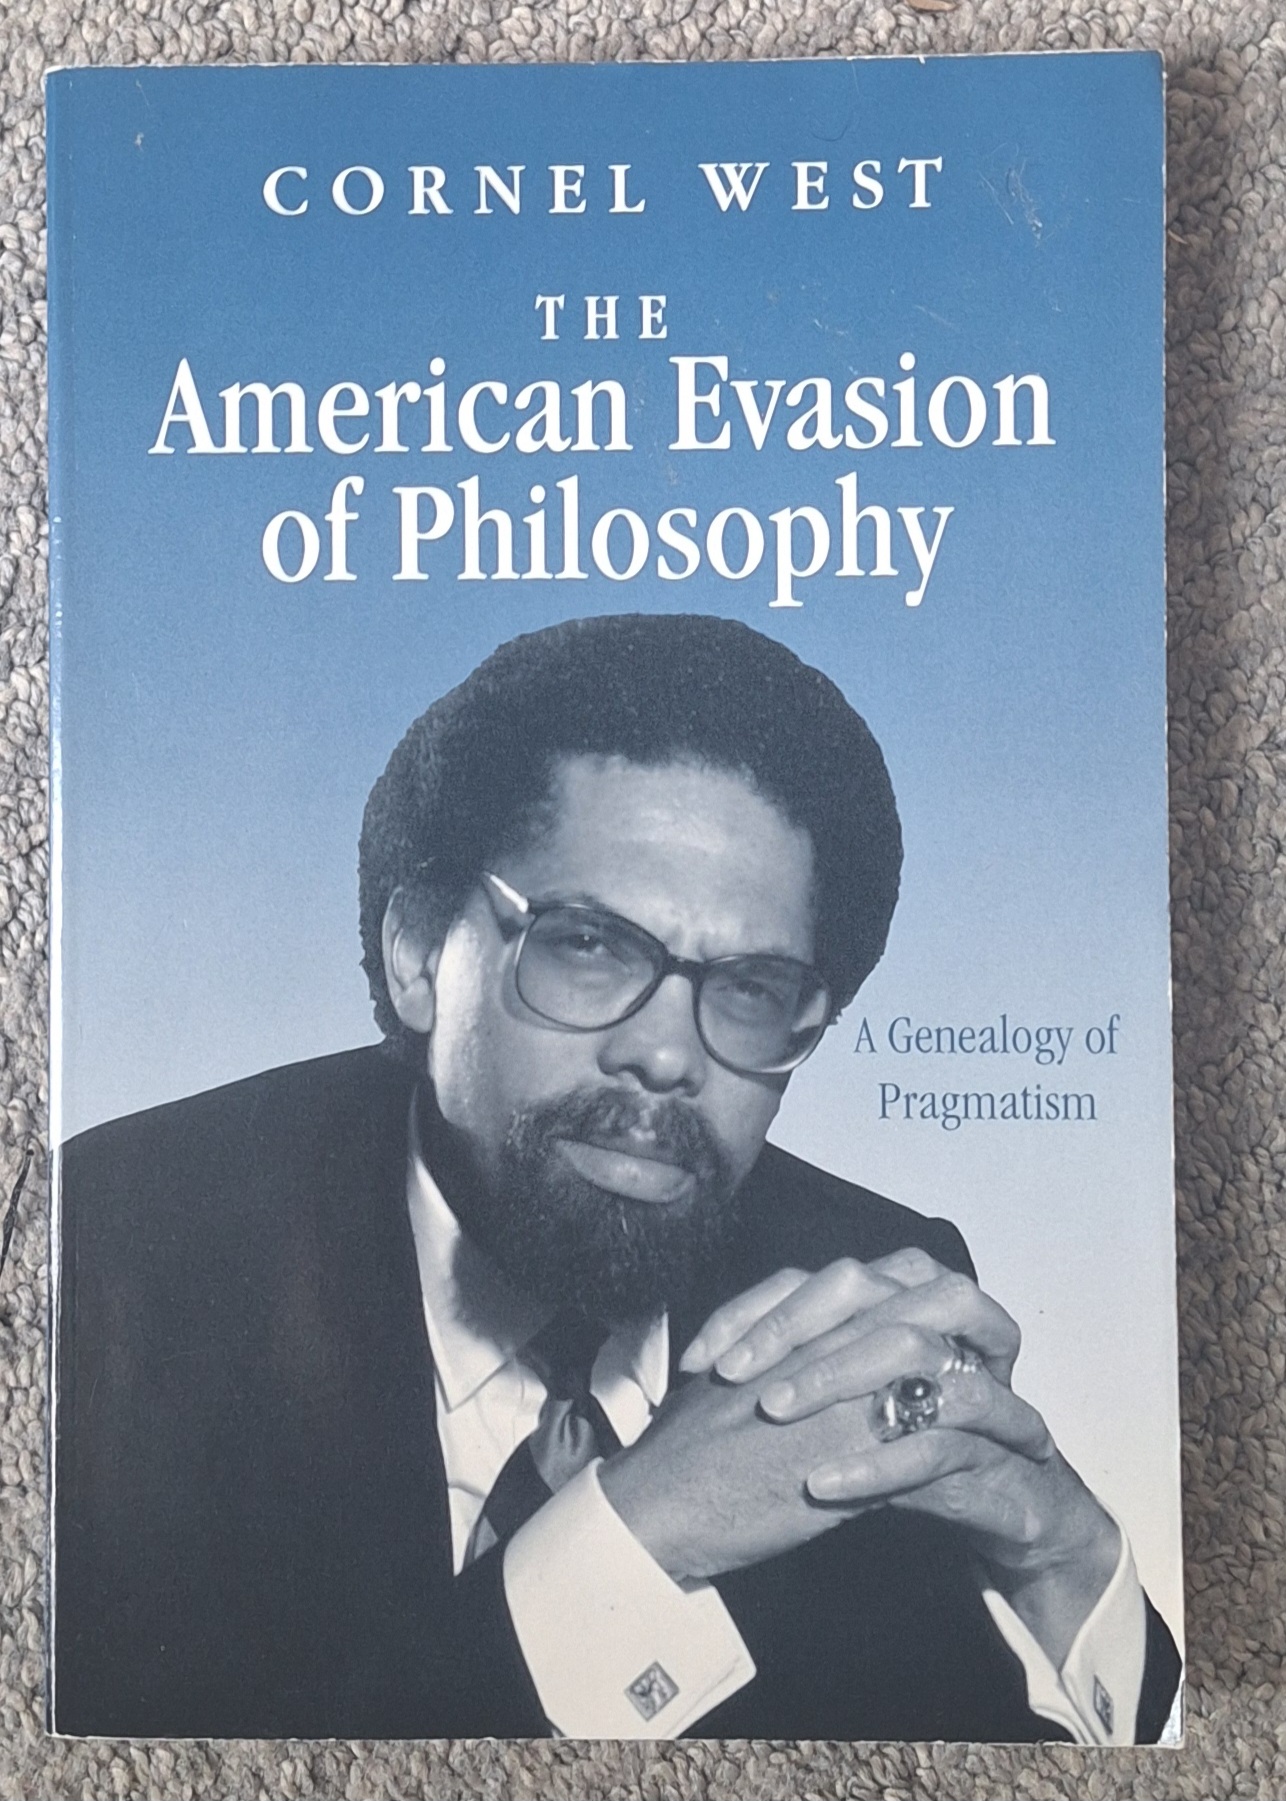 CORNEL WEST
THE
American Evasion
of Philosophy
A Genealogy of
Pragmatism